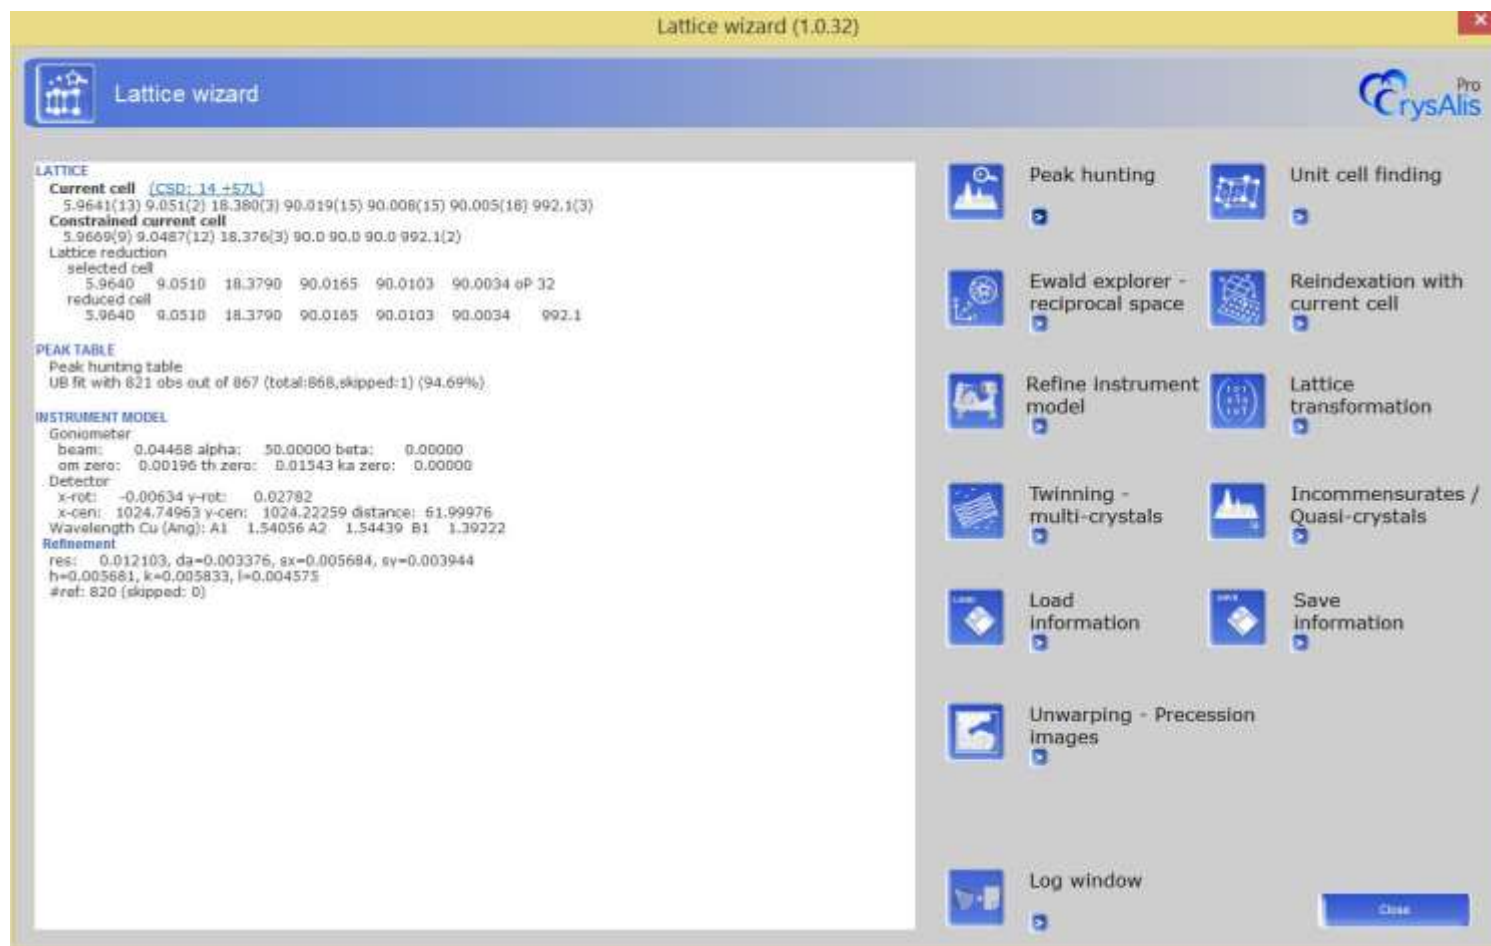 Lattice wizard (1.0.32)
Lattice wizard
CrysAlis Pro
LATTICE
Current cell (CSD: 14 +57L)
5.9641(13) 9.051(2) 18.380(3) 90.019(15) 90.008(15) 90.005(18) 992.1(3)
Constrained current cell
5.9669(9) 9.0487(12) 18.376(3) 90.0 90.0 90.0 992.1(2)
Lattice reduction
selected cell
5.9640 9.0510 18.3790 90.0165 90.0103 90.0034 oP 32
reduced cell
5.9640 9.0510 18.3790 90.0165 90.0103 90.0034 992.1
PEAK TABLE
Peak hunting table
UB fit with 821 obs out of 867 (total:868,skipped:1) (94.69%)
INSTRUMENT MODEL
Goniometer
beam: 0.04468 alpha: 50.00000 beta: 0.00000
om zero: 0.00196 th zero: 0.01543 ka zero: 0.00000
Detector
x-rot: -0.00634 y-rot: 0.02782
x-cen: 1024.74963 y-cen: 1024.22259 distance: 61.99976
Wavelength Cu (Ang): A1 1.54056 A2 1.54439 B1 1.39222
Refinement
res: 0.012103, da=0.003376, sx=0.005684, sy=0.003944
h=0.005681, k=0.005833, l=0.004575
#ref: 820 (skipped: 0)
Peak hunting
Unit cell finding
Ewald explorer -
reciprocal space
Reindexation with
current cell
Refine instrument
model
Lattice
transformation
Twinning -
multi-crystals
Incommensurates /
Quasi-crystals
Load
information
Save
information
Unwarping - Precession
images
Log window
Close